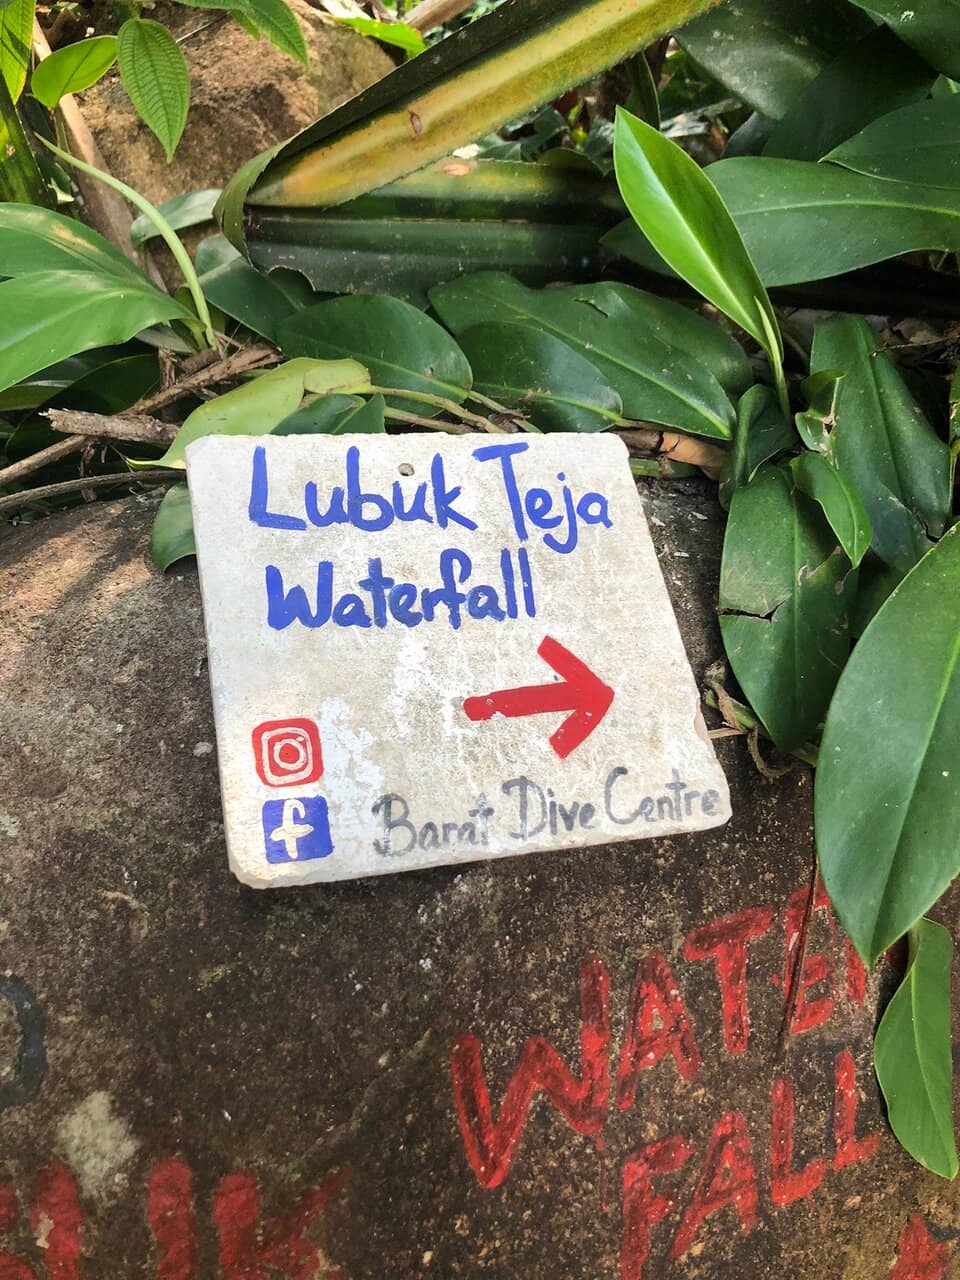 Lubuk Teja
Waterfall
Barat Dive Centre
WATER
FALL